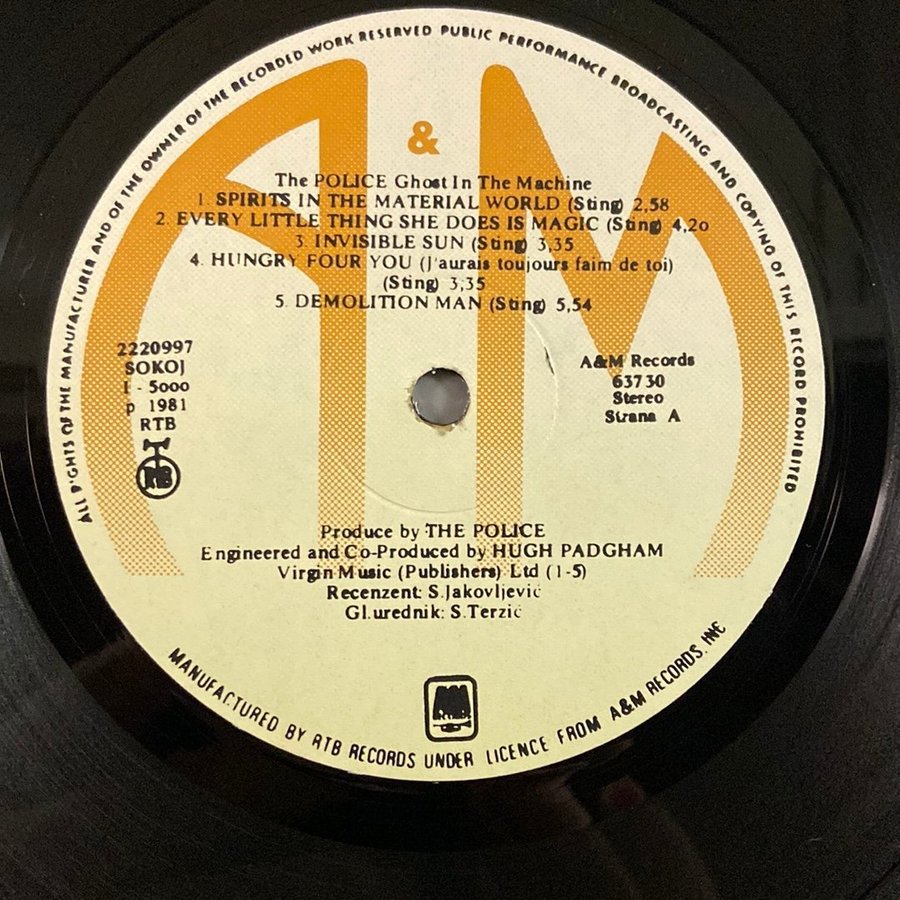 ALL RIGHTS OF THE MANUFACTURER AND OF THE OWNER OF THE RECORDED WORK RESERVED PUBLIC PERFORMANCE BROADCASTING AND COPYING OF THIS RECORD PROHIBITED
&
The POLICE Ghost In The Machine
1. SPIRITS IN THE MATERIAL WORLD (Sting) 2,58
2. EVERY LITTLE THING SHE DOES IS MAGIC (Sting) 4,20
3. INVISIBLE SUN (Sting) 3,35
4. HUNGRY FOUR YOU (J'aurais toujours faim de toi)
(Sting) 3,35
5. DEMOLITION MAN (Sting) 5,54
2220997
SOKOJ
I - 5000
p 1981
RTB
RTB
A&M Records
63730
Stereo
Strana A
Produce by THE POLICE
Engineered and Co-Produced by HUGH PADGHAM
Virgin Music (Publishers) Ltd (1-5)
Recenzent: S.Jakovljević
Gl.urednik: S.Terzić
MANUFACTURED BY RTB RECORDS UNDER LICENCE FROM A&M RECORDS, INC